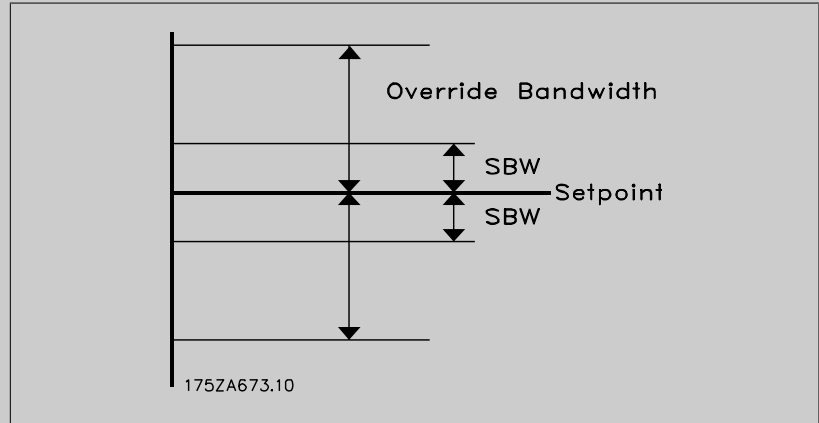 Override Bandwidth
SBW
Setpoint
SBW
175ZA673.10